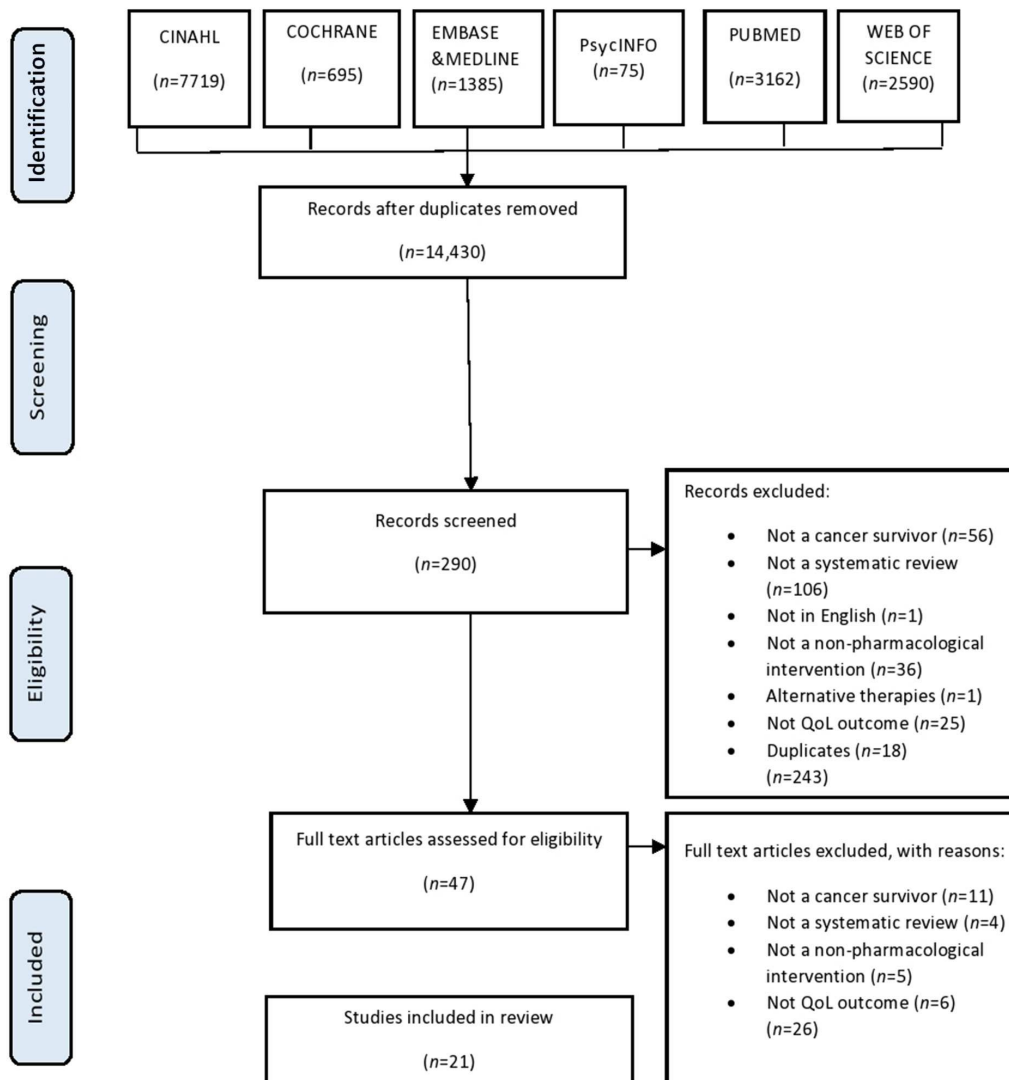 Identification
CINAHL
(n=7719)
COCHRANE
(n=695)
EMBASE
&MEDLINE
(n=1385)
PsycINFO
(n=75)
PUBMED
(n=3162)
WEB OF
SCIENCE
(n=2590)
Records after duplicates removed
(n=14,430)
Screening
Records screened
(n=290)
Records excluded:
• Not a cancer survivor (n=56)
• Not a systematic review
(n=106)
• Not in English (n=1)
• Not a non-pharmacological
intervention (n=36)
• Alternative therapies (n=1)
• Not QoL outcome (n=25)
• Duplicates (n=18)
(n=243)
Eligibility
Full text articles assessed for eligibility
(n=47)
Full text articles excluded, with reasons:
• Not a cancer survivor (n=11)
• Not a systematic review (n=4)
• Not a non-pharmacological
intervention (n=5)
• Not QoL outcome (n=6)
(n=26)
Included
Studies included in review
(n=21)